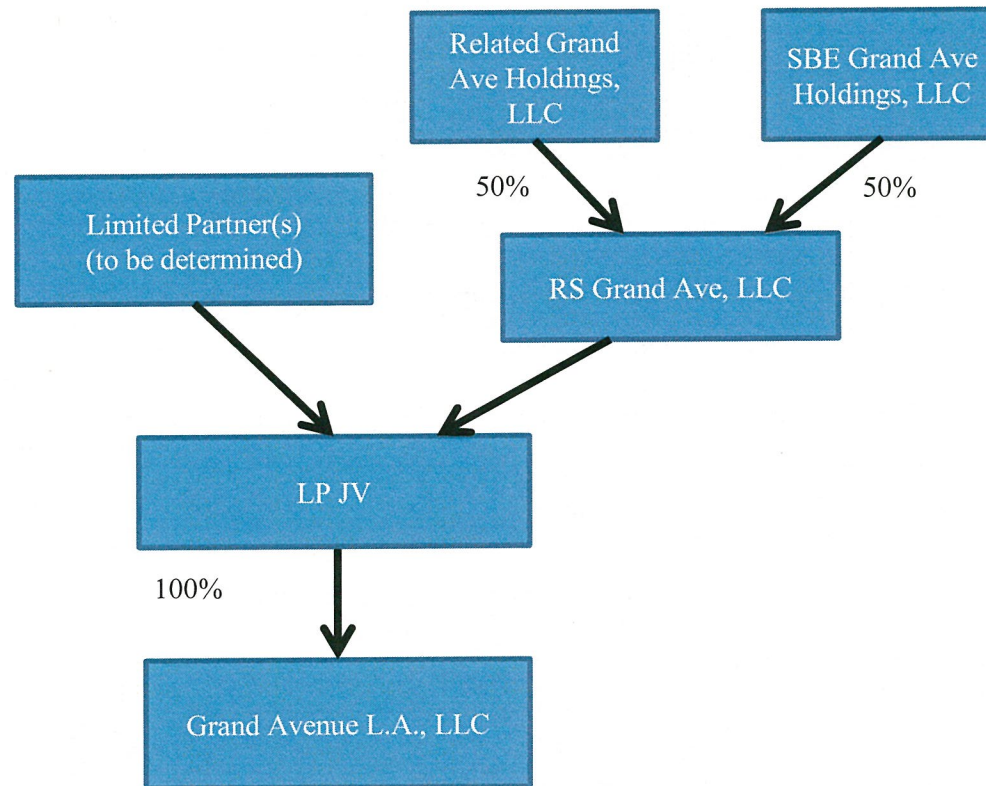 Related Grand
Ave Holdings,
LLC
SBE Grand Ave
Holdings, LLC
50%
50%
Limited Partner(s)
(to be determined)
RS Grand Ave, LLC
LP JV
100%
Grand Avenue L.A., LLC